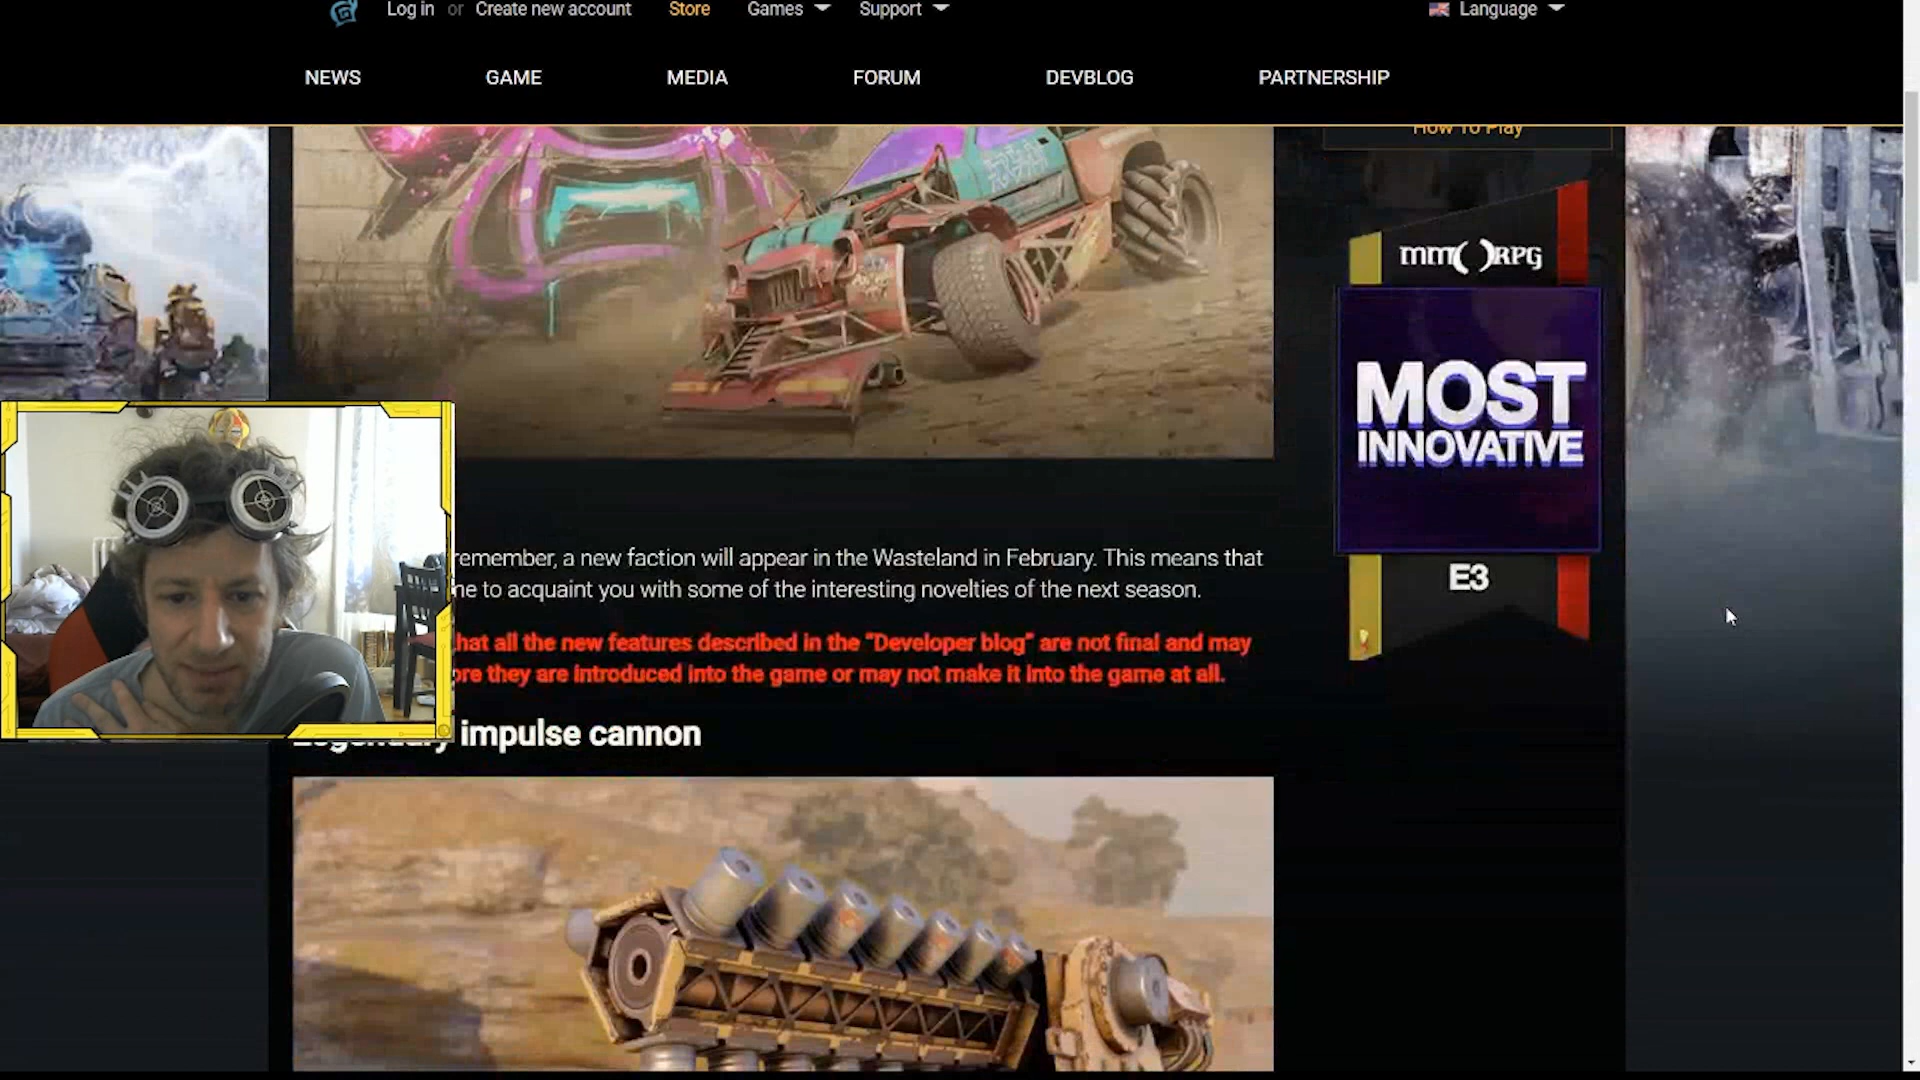 Log in or Create new account Store Games Support Language
NEWS GAME MEDIA FORUM DEVBLOG PARTNERSHIP
How To Play
mmo RPG
MOST
INNOVATIVE
E3
remember, a new faction will appear in the Wasteland in February. This means that
to acquaint you with some of the interesting novelties of the next season.
all the new features described in the "Developer blog" are not final and may
they are introduced into the game or may not make it into the game at all.
Legendary impulse cannon